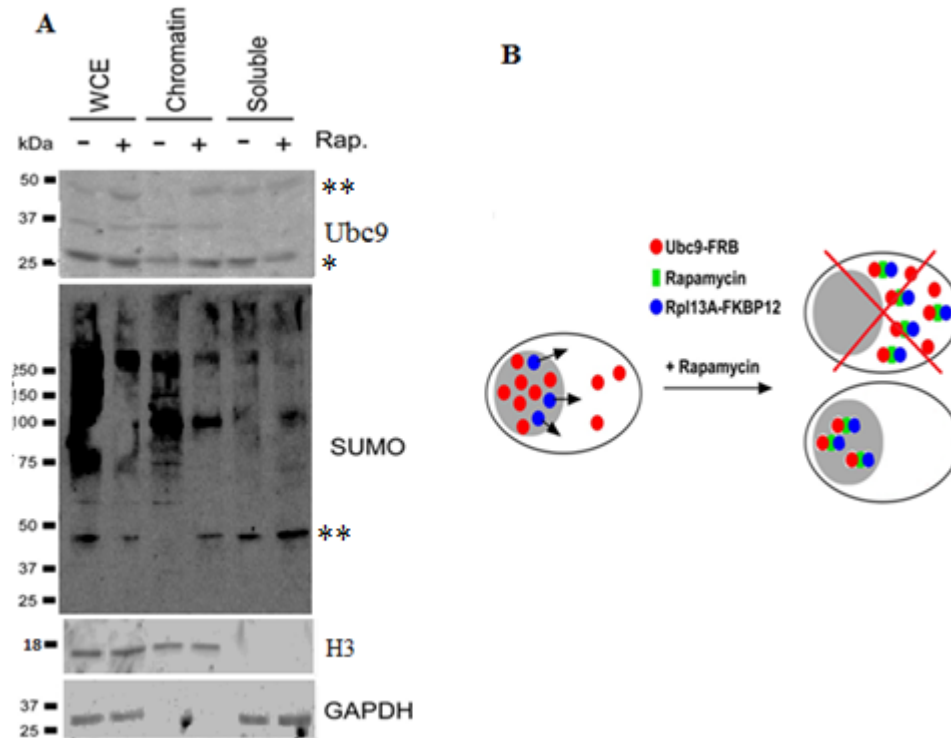 A
B
WCE
Chromatin
Soluble
kDa - + - + - + Rap.
50
**
37
Ubc9
25
*
250
150
100
75
SUMO
50
**
37
25
18
H3
37
GAPDH
25
Ubc9-FRB
Rapamycin
Rpl13A-FKBP12
+ Rapamycin